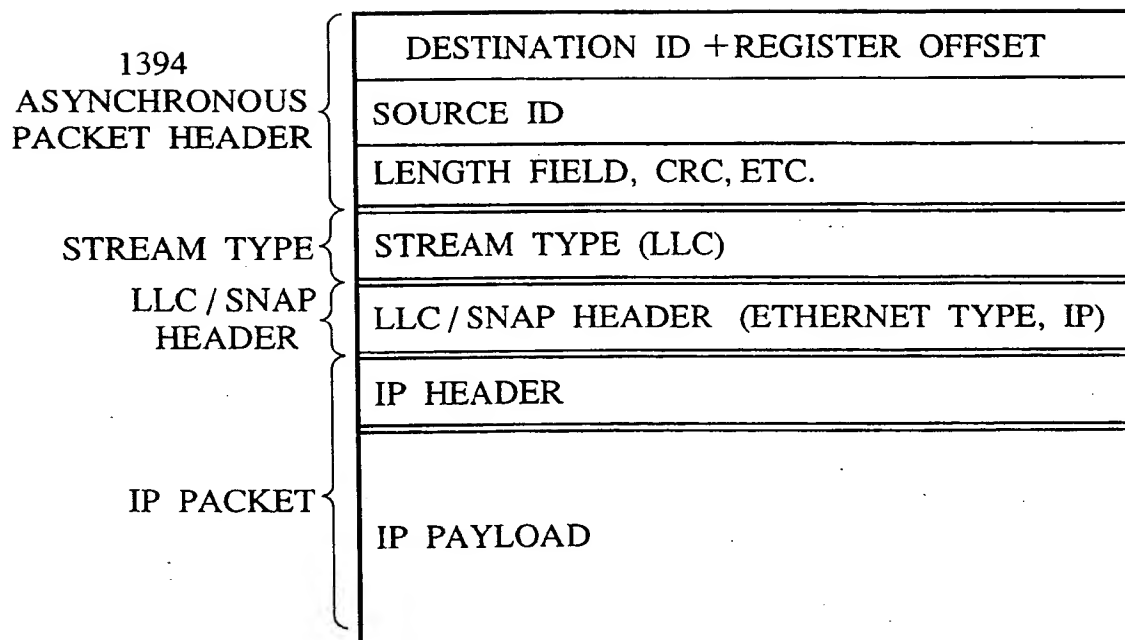 1394
ASYNCHRONOUS
PACKET HEADER
DESTINATION ID +REGISTER OFFSET
SOURCE ID
LENGTH FIELD, CRC, ETC.
STREAM TYPE
STREAM TYPE (LLC)
LLC / SNAP
HEADER
LLC / SNAP HEADER (ETHERNET TYPE, IP)
IP PACKET
IP HEADER
IP PAYLOAD